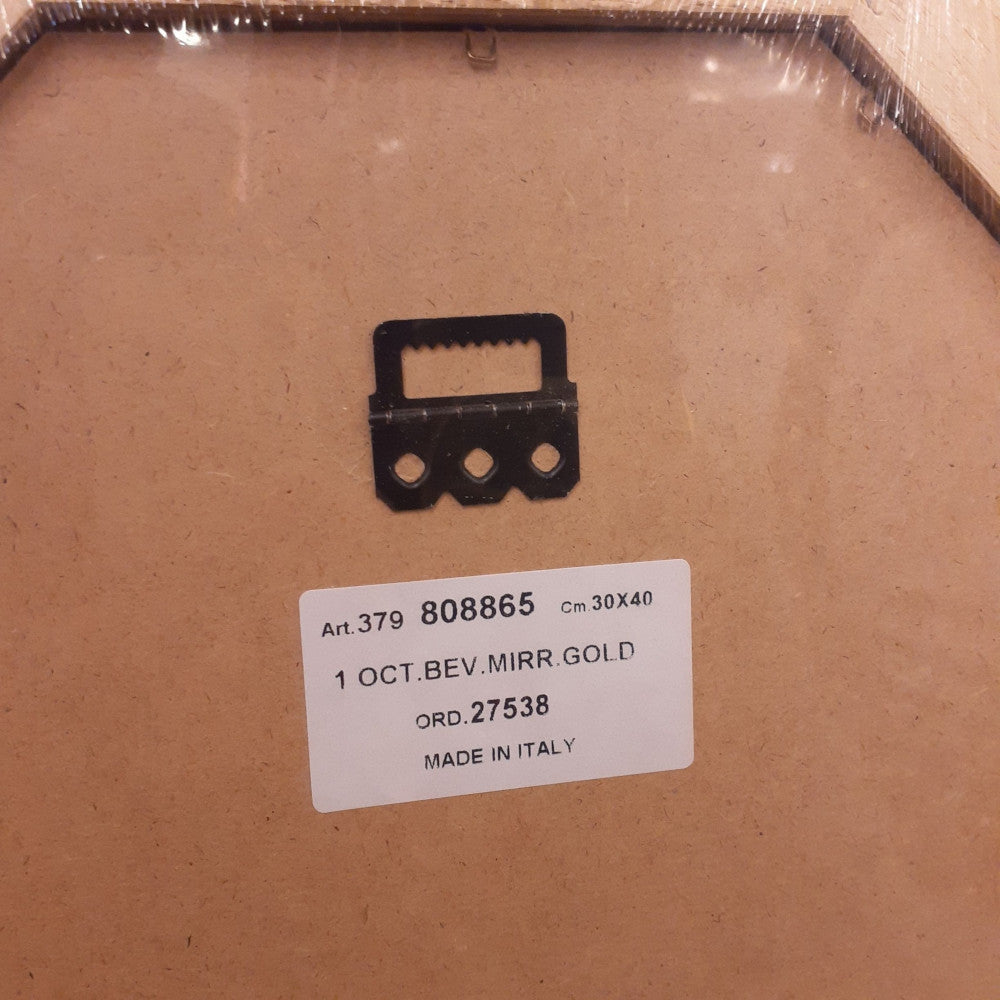 Art.379 808865 Cm.30X40
1 OCT.BEV.MIRR.GOLD
ORD.27538
MADE IN ITALY